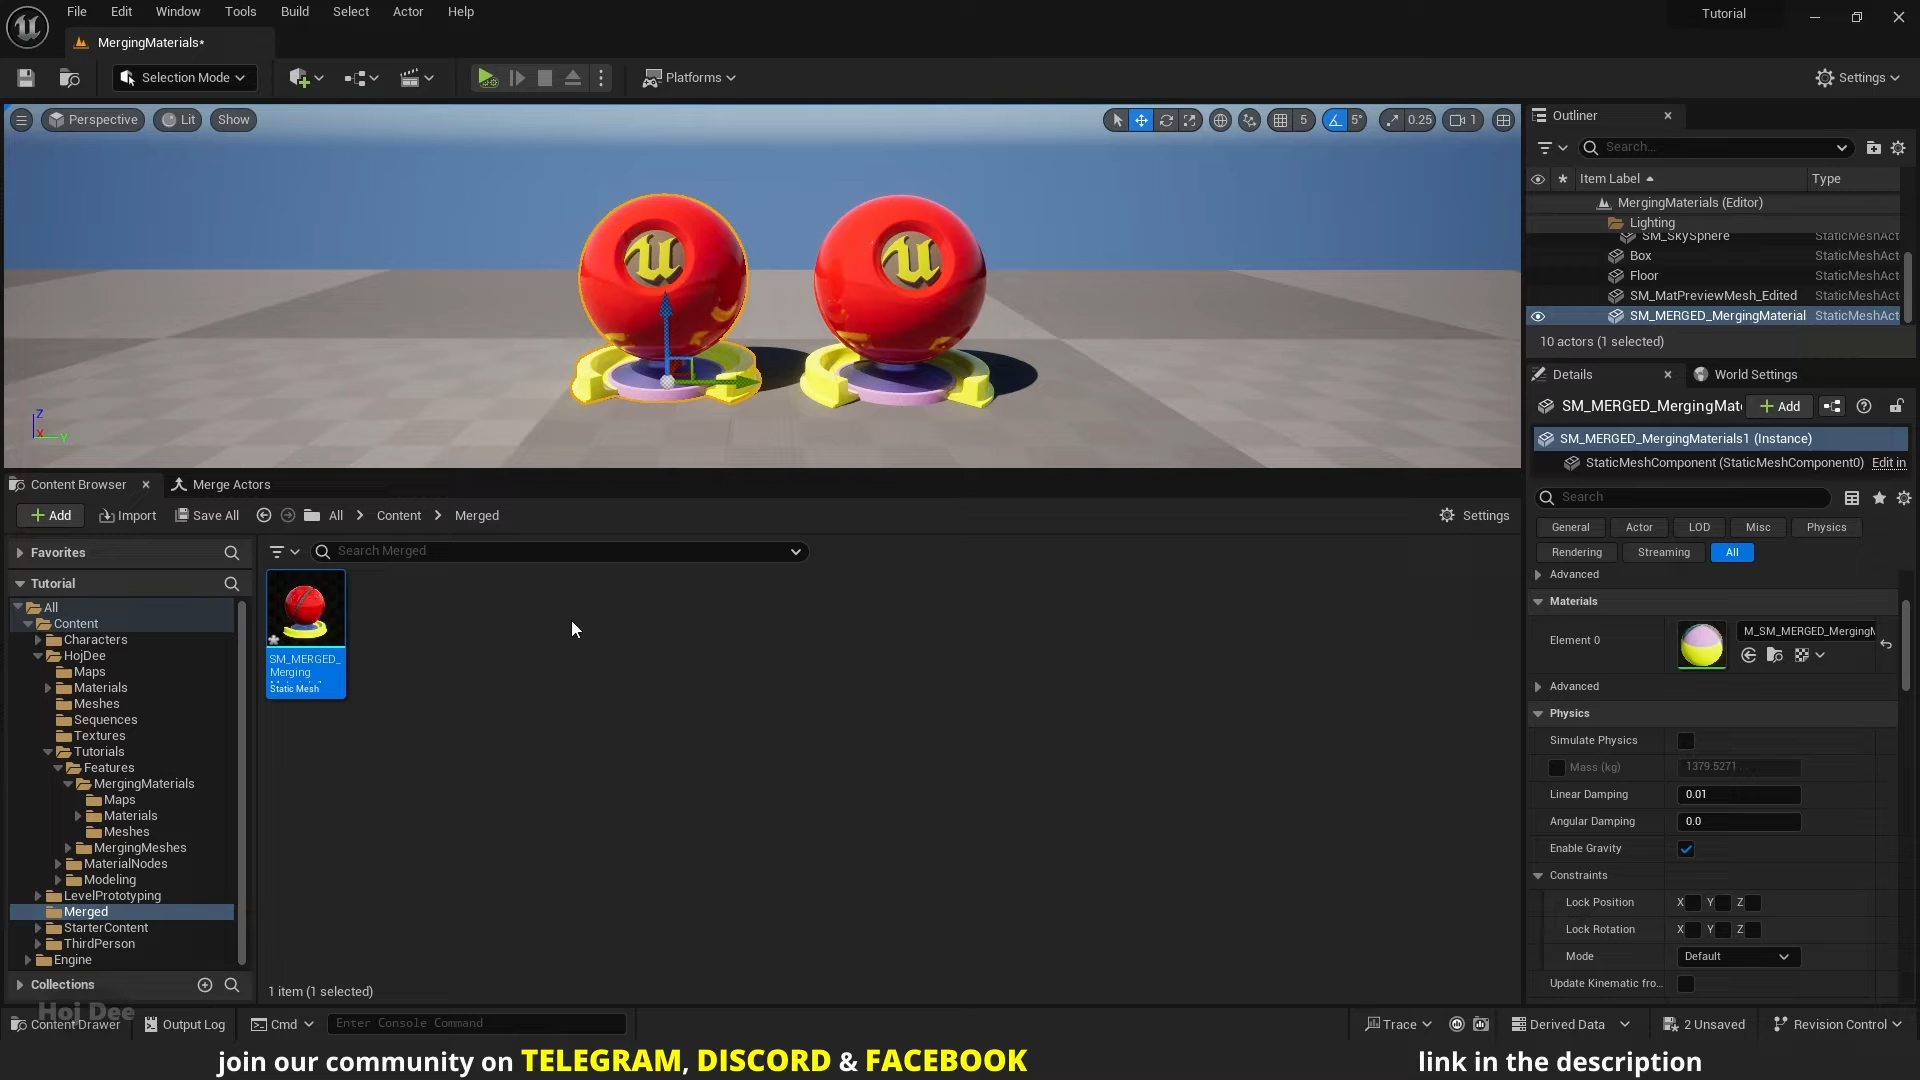 File Edit Window Tools Build Select Actor Help
Tutorial
MergingMaterials*
Selection Mode
Platforms
Settings
Perspective Lit Show
5 5° 0.25 1
Outliner
Search...
Item Label Type
MergingMaterials (Editor)
Lighting
SM_SkySphere StaticMeshAct
Box StaticMeshAct
Floor StaticMeshAct
SM_MatPreviewMesh_Edited StaticMeshAct
SM_MERGED_MergingMaterial StaticMeshAct
10 actors (1 selected)
Z
X Y
Details World Settings
SM_MERGED_MergingMat Add
SM_MERGED_MergingMaterials1 (Instance)
StaticMeshComponent (StaticMeshComponent0) Edit in
Search
General Actor LOD Misc Physics
Rendering Streaming All
Advanced
Materials
Element 0 M_SM_MERGED_Merging
Advanced
Physics
Simulate Physics
Mass (kg) 1379.5271
Linear Damping 0.01
Angular Damping 0.0
Enable Gravity
Constraints
Lock Position X Y Z
Lock Rotation X Y Z
Mode Default
Update Kinematic fro...
Content Browser Merge Actors
Add Import Save All All Content Merged Settings
Favorites
Search Merged
Tutorial
All
Content
Characters
HojDee
Maps
Materials
Meshes
Sequences
Textures
Tutorials
Features
MergingMaterials
Maps
Materials
Meshes
MergingMeshes
MaterialNodes
Modeling
LevelPrototyping
Merged
StarterContent
ThirdPerson
Engine
Collections
SM_MERGED_
Merging
Static Mesh
1 item (1 selected)
Hoj Dee
Content Drawer Output Log Cmd Enter Console Command Trace Derived Data 2 Unsaved Revision Control
join our community on TELEGRAM, DISCORD & FACEBOOK link in the description